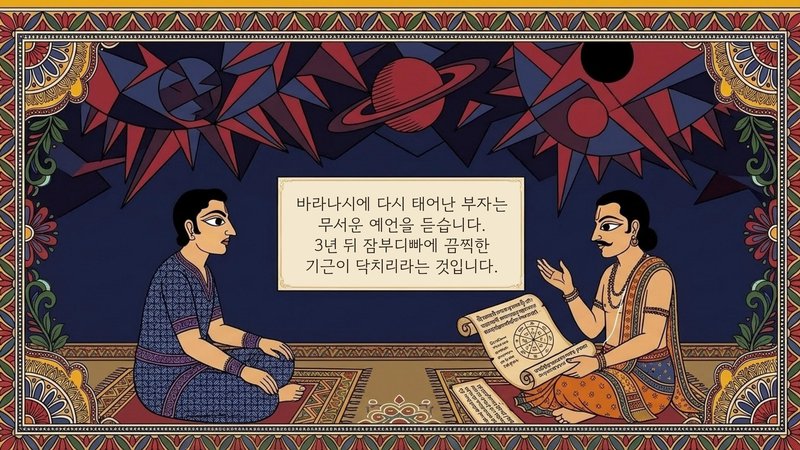 바라나시에 다시 태어난 부자는
무서운 예언을 듣습니다.
3년 뒤 잠부디빠에 끔찍한
기근이 닥치리라는 것입니다.